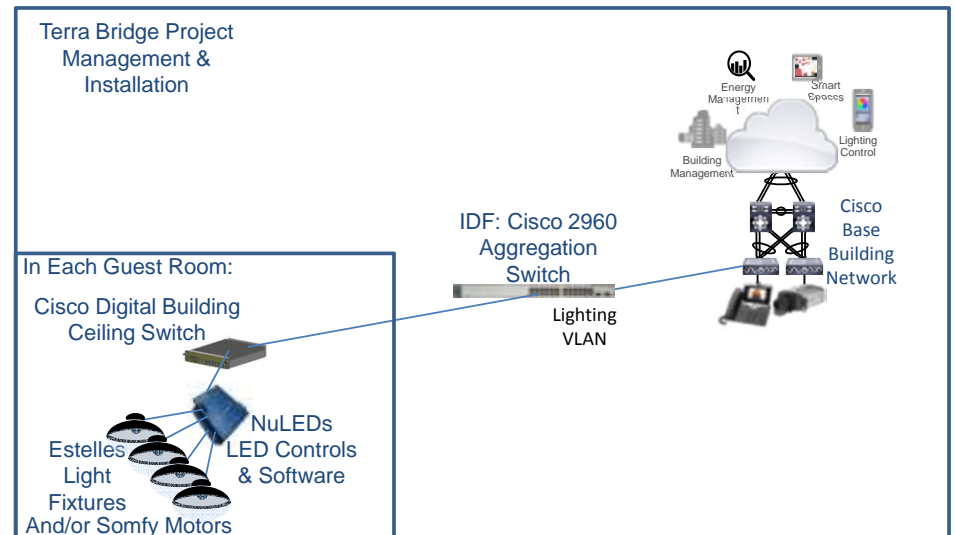 Terra Bridge Project
Management &
Installation
Energy
Managemen
t
Smart
Spaces
Lighting
Control
Building
Management
Cisco
Base
Building
Network
IDF: Cisco 2960
Aggregation
Switch
Lighting
VLAN
In Each Guest Room:
Cisco Digital Building
Ceiling Switch
NuLEDs
LED Controls
& Software
Estelles
Light
Fixtures
And/or Somfy Motors